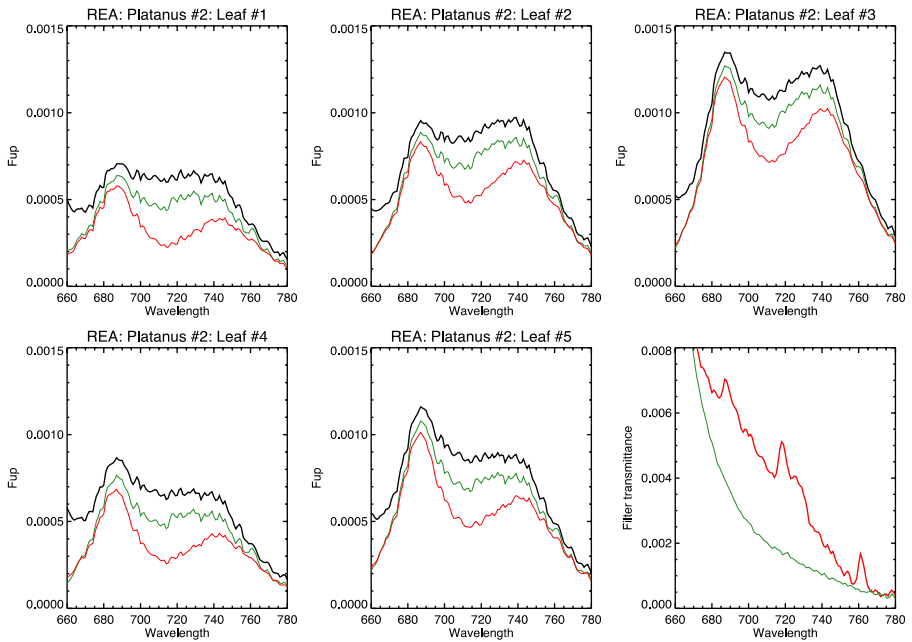 REA: Platanus #2: Leaf #1
0.0015
0.0010
0.0005
0.0000
Fup
660 680 700 720 740 760 780
Wavelength
REA: Platanus #2: Leaf #2
0.0015
0.0010
0.0005
0.0000
Fup
660 680 700 720 740 760 780
Wavelength
REA: Platanus #2: Leaf #3
0.0015
0.0010
0.0005
0.0000
Fup
660 680 700 720 740 760 780
Wavelength
REA: Platanus #2: Leaf #4
0.0015
0.0010
0.0005
0.0000
Fup
660 680 700 720 740 760 780
Wavelength
REA: Platanus #2: Leaf #5
0.0015
0.0010
0.0005
0.0000
Fup
660 680 700 720 740 760 780
Wavelength
0.008
0.006
0.004
0.002
0.000
Filter transmittance
660 680 700 720 740 760 780
Wavelength